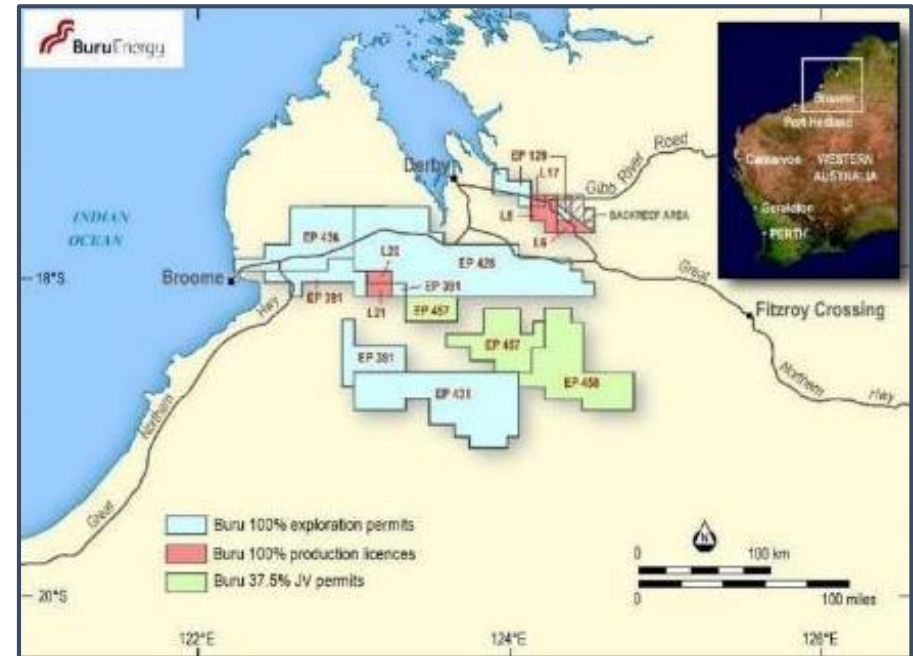 BuruEnergy
Broome
Port Hedland
Carnarvon
WESTERN
AUSTRALIA
Geraldton
PERTH
EP 129
L17
Gibb River Road
Derby
L8
BACKREEF AREA
L6
INDIAN
OCEAN
EP 436
L20
EP 428
18°S
Broome
EP 391
EP 391
L21
EP 457
Great
Hwy
Fitzroy Crossing
EP 391
EP 457
EP 458
Northern
Hwy
EP 431
Northern
Great
Buru 100% exploration permits
Buru 100% production licences
Buru 37.5% JV permits
N
0 100 km
0 100 miles
20°S
122°E
124°E
126°E